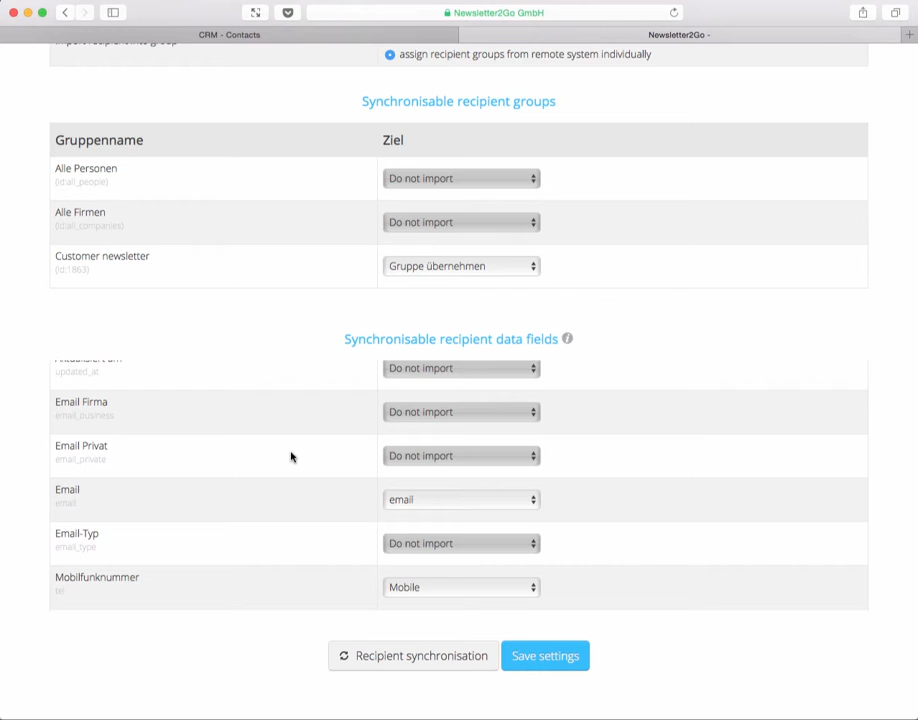 Newsletter2Go GmbH
CRM - Contacts
Newsletter2Go -
assign recipient groups from remote system individually
Synchronisable recipient groups
Gruppenname Ziel
Alle Personen
(id:all_people)
Do not import
Alle Firmen
(id:all_companies)
Do not import
Customer newsletter
(id:1863)
Gruppe übernehmen
Synchronisable recipient data fields
updated_at
Do not import
Email Firma
email_business
Do not import
Email Privat
email_private
Do not import
Email
email
email
Email-Typ
email_type
Do not import
Mobilfunknummer
tel
Mobile
Recipient synchronisation
Save settings